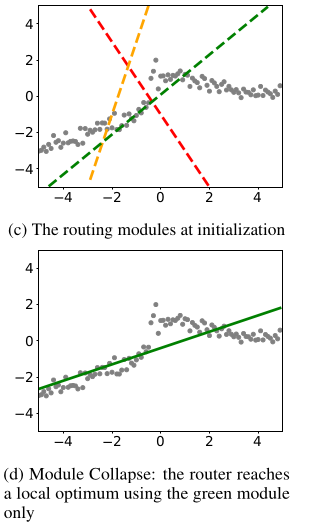 4
2
0
−2
−4
−4 −2 0 2 4
(c) The routing modules at initialization
4
2
0
−2
−4
−4 −2 0 2 4
(d) Module Collapse: the router reaches
a local optimum using the green module
only